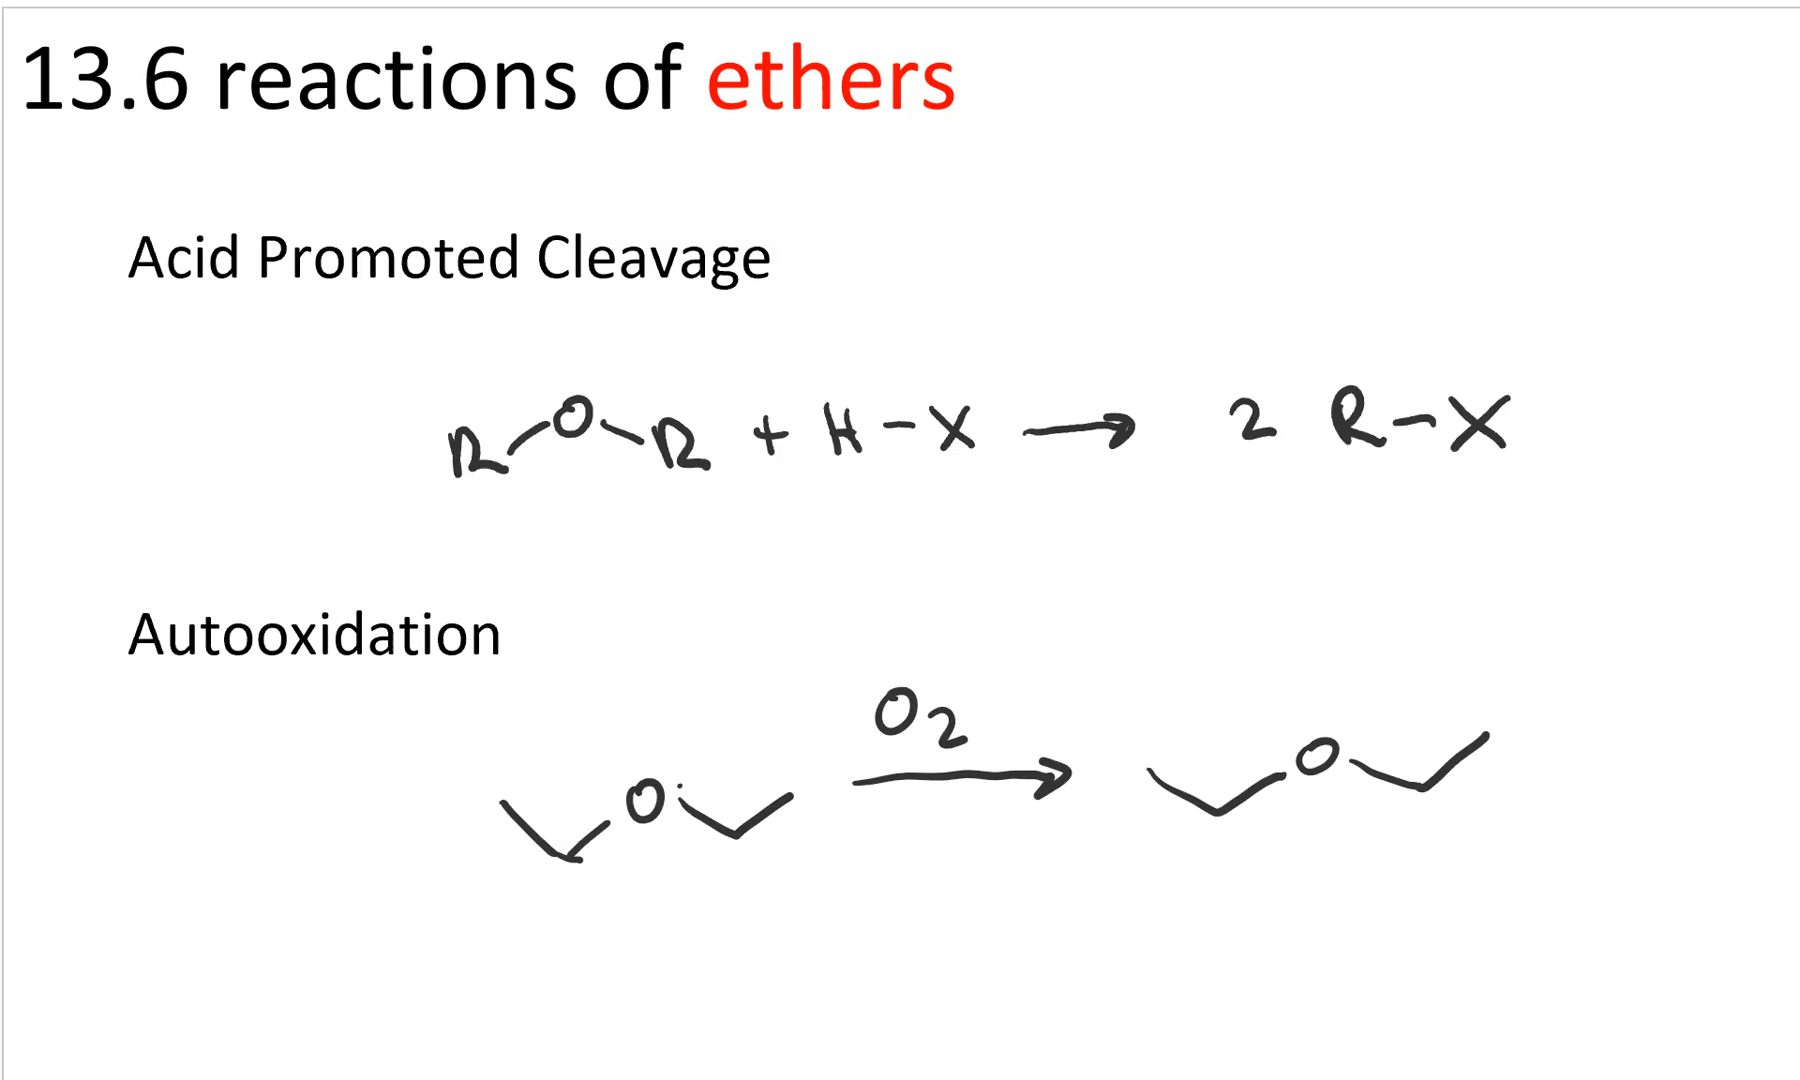 13.6 reactions of ethers
Acid Promoted Cleavage
R-O-R + H-X → 2 R-X
Autooxidation
O2
O
O